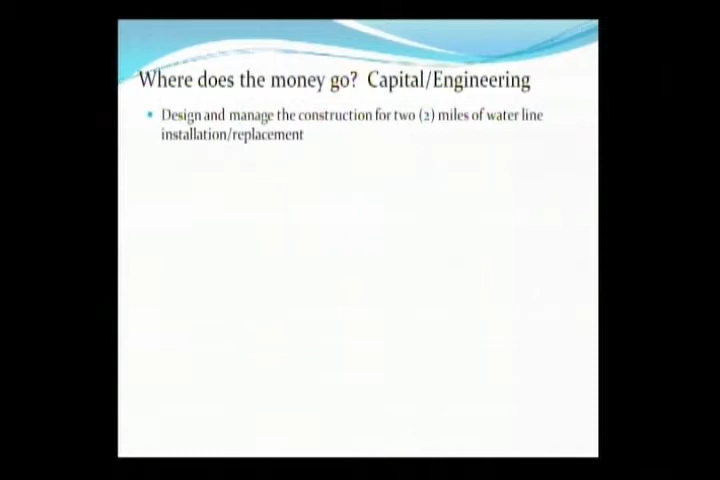 Where does the money go?  Capital/Engineering
• Design and manage the construction for two (2) miles of water line
installation/replacement